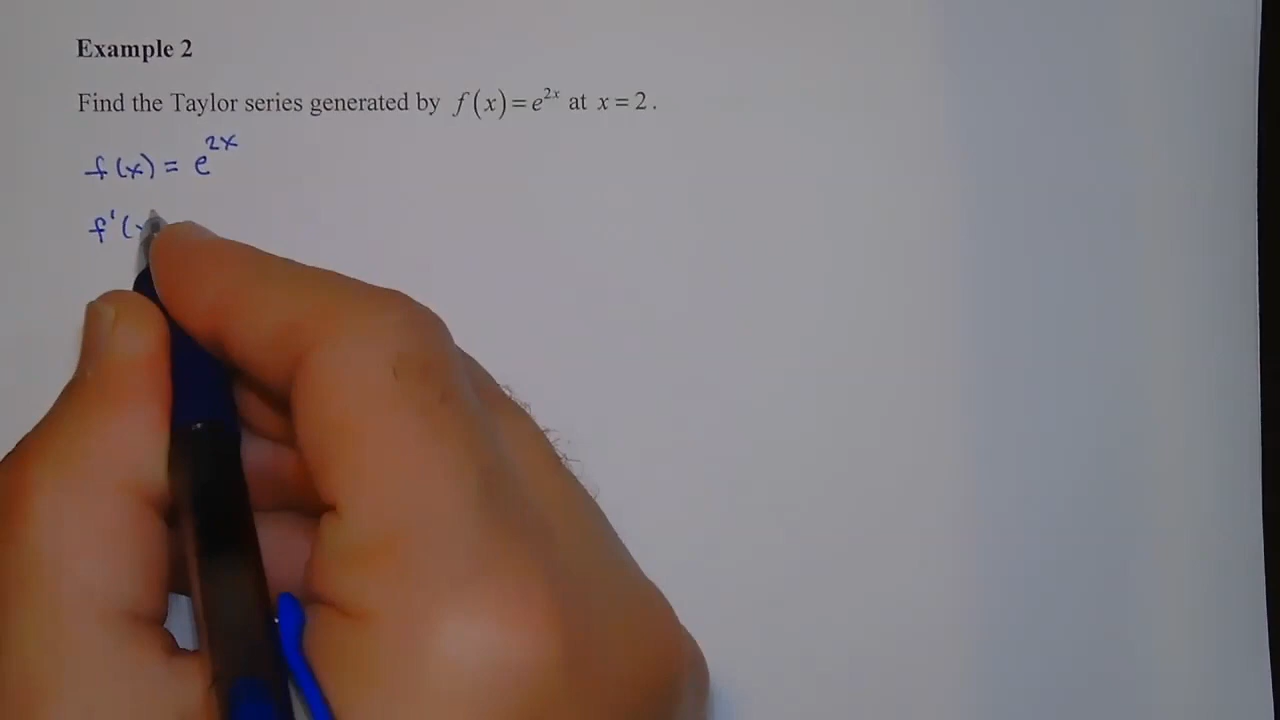 Example 2
Find the Taylor series generated by f(x) = e^{2x} at x = 2.
f(x) = e^{2x}
f'(